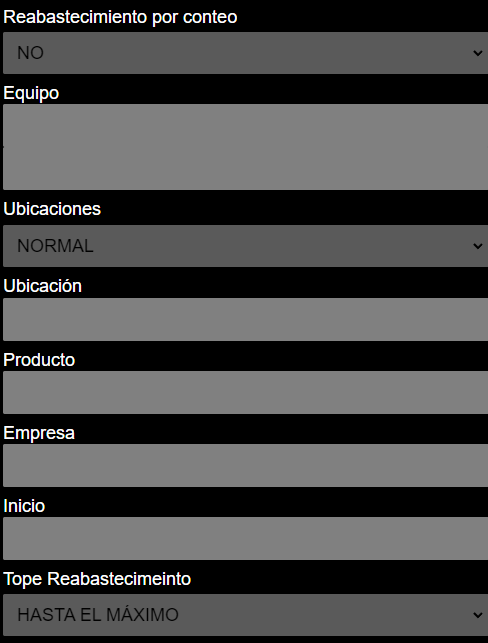 Reabastecimiento por conteo
NO
Equipo
Ubicaciones
NORMAL
Ubicación
Producto
Empresa
Inicio
Tope Reabastecimeinto
HASTA EL MÁXIMO